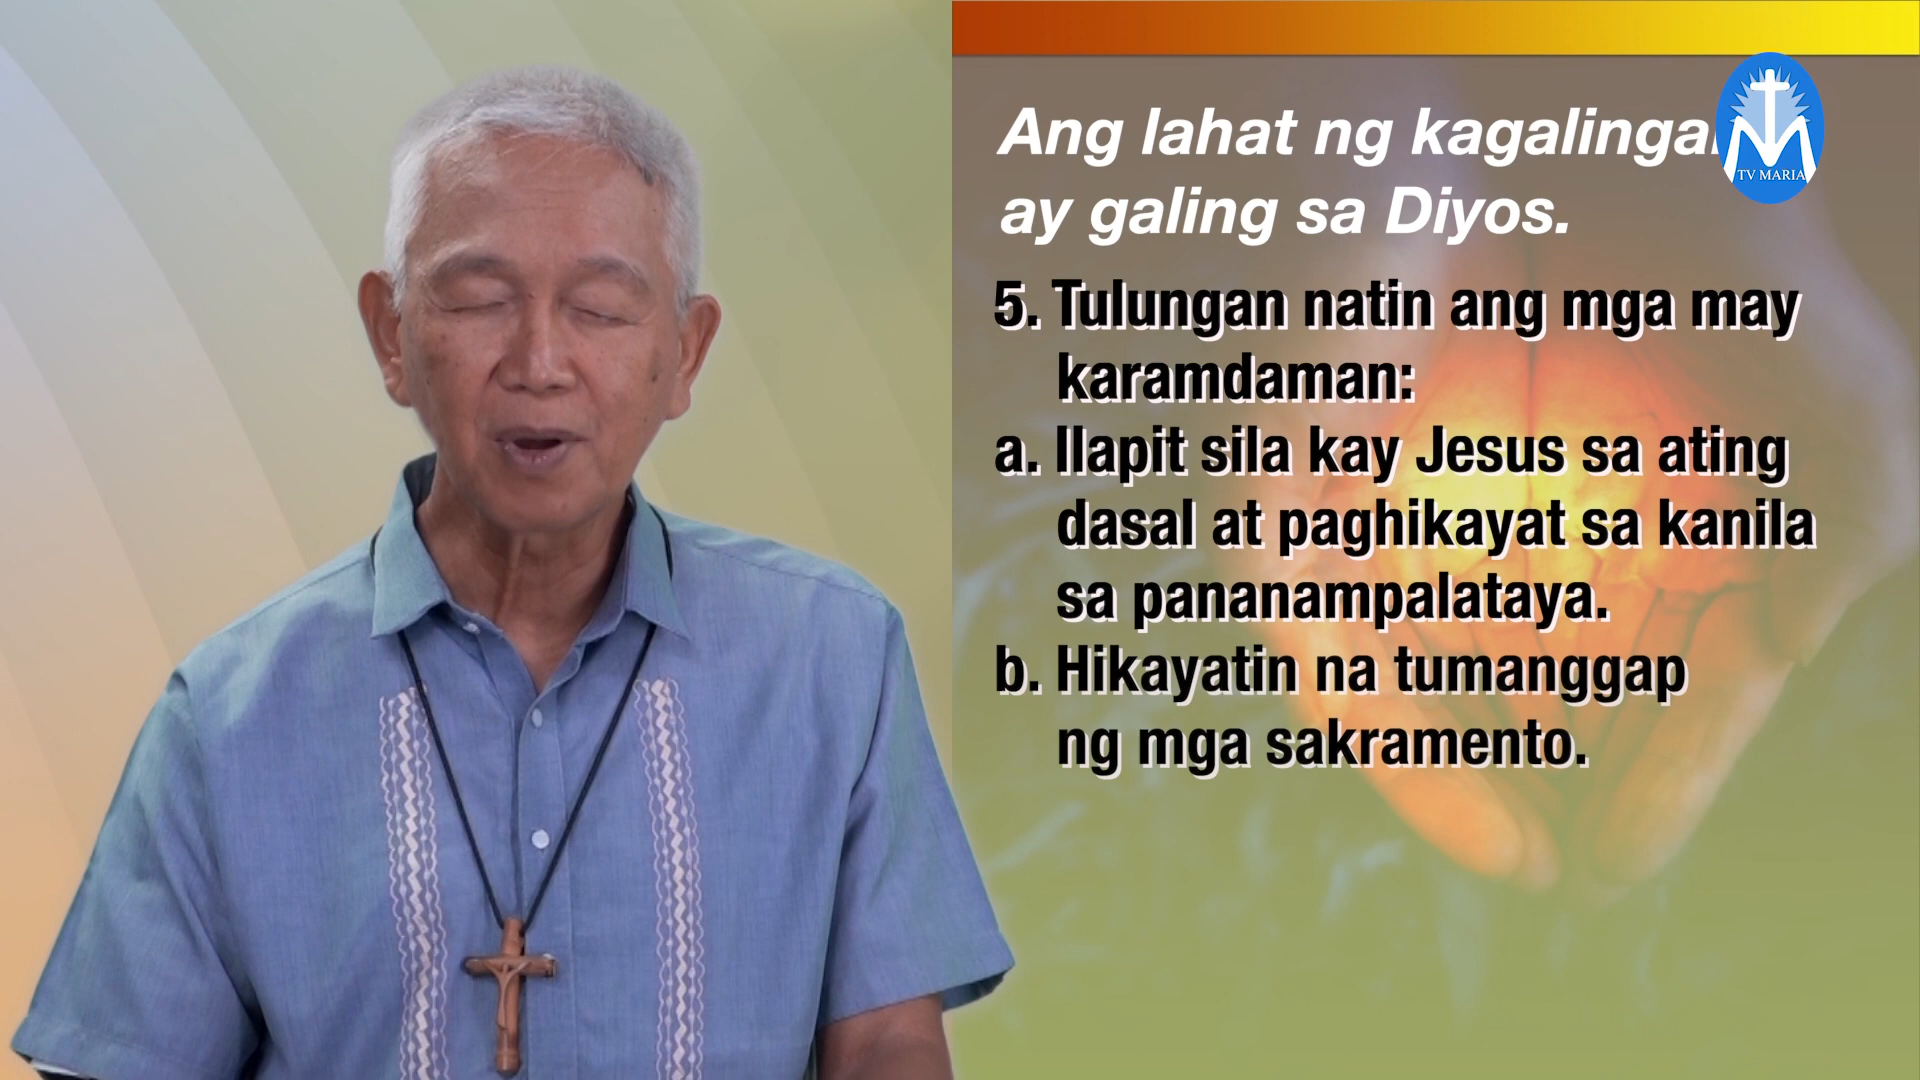 Ang lahat ng
ay galing sa Diyos.
5. Tulungan natin ang mga may
karamdaman:
a. Ilapit sila kay Jesus sa ating
dasal at paghikayat sa kanila
sa pananampalataya.
b. Hikayatin na tumanggap
ng mga sakramento.
TV MARIA